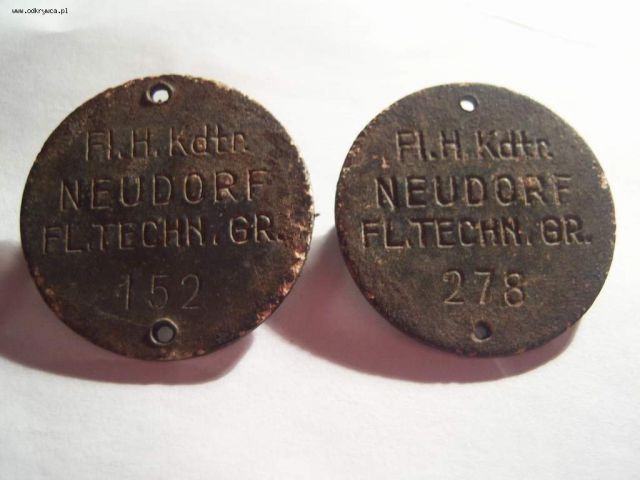 www.odkrywca.pl
Fl.H.Kdtr.
NEUDORF
FL.TECHN.GR.
152
Fl.H.Kdtr.
NEUDORF
FL.TECHN.GR.
278